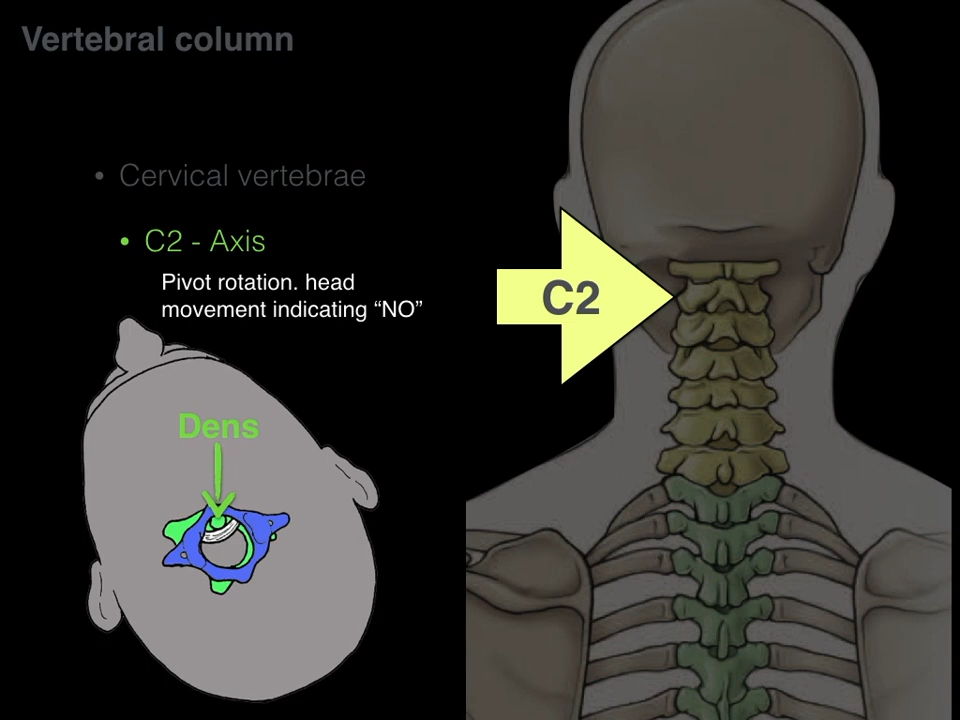 Vertebral column
• Cervical vertebrae
• C2 - Axis
Pivot rotation. head
movement indicating “NO”
C2
Dens